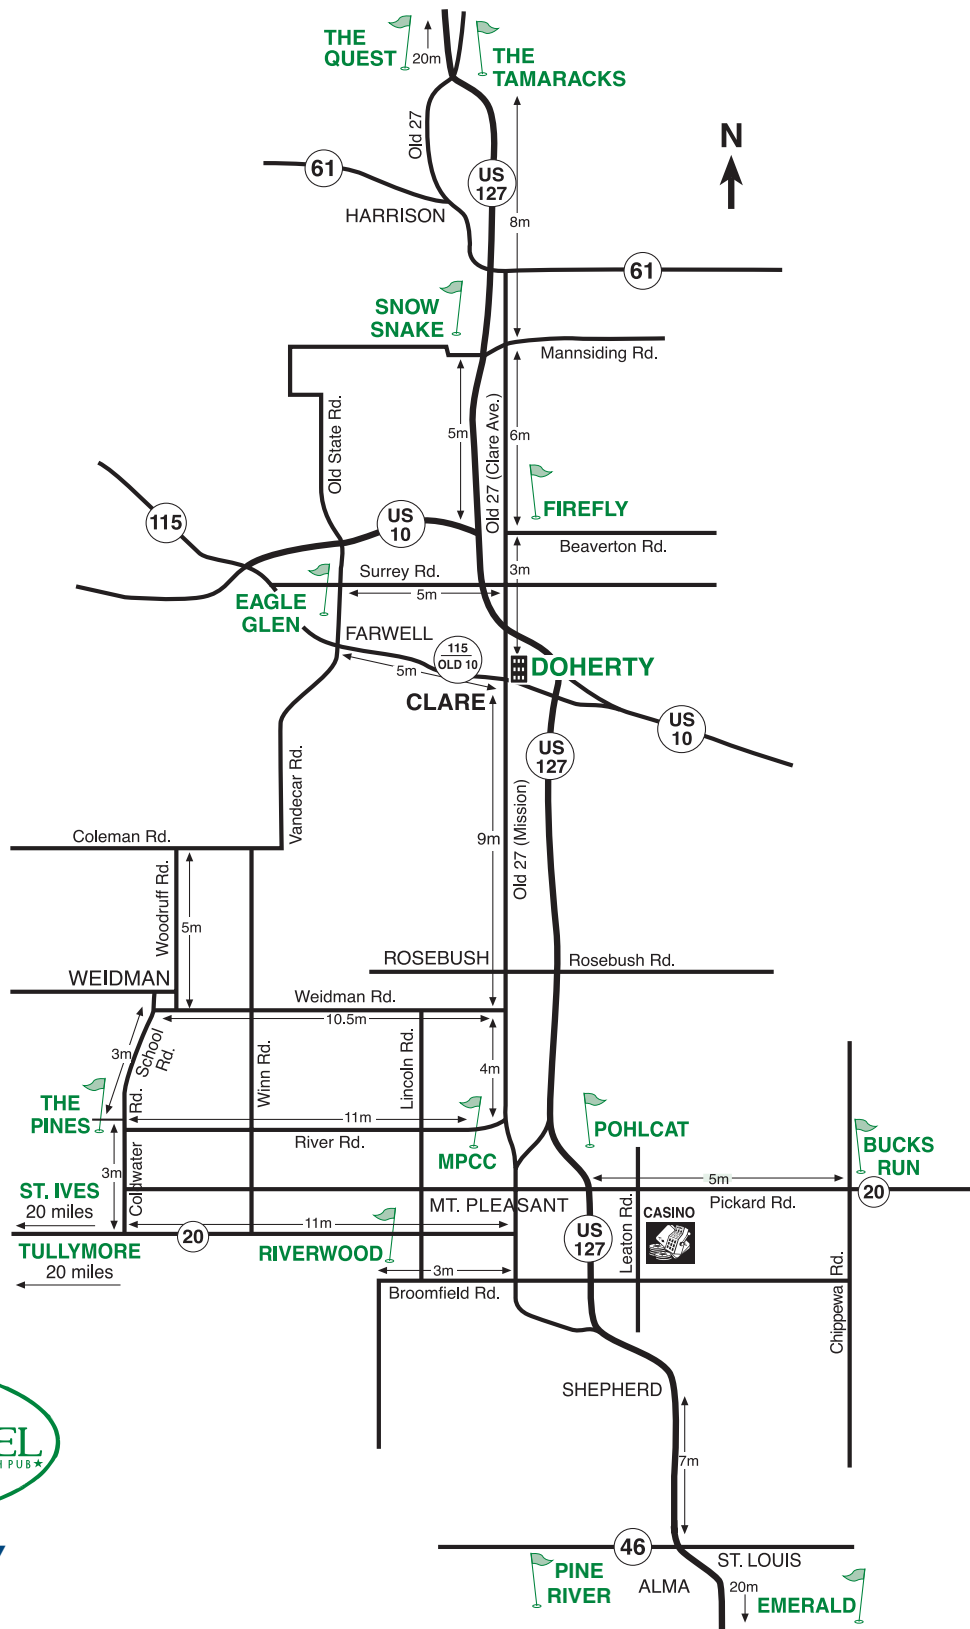 THE
QUEST
20m
THE
TAMARACKS
Old 27
N
61
US
127
HARRISON
8m
61
SNOW
SNAKE
Mannsiding Rd.
Old State Rd.
5m
Old 27 (Clare Ave.)
6m
FIREFLY
115
US
10
Beaverton Rd.
3m
Surrey Rd.
5m
EAGLE
GLEN
FARWELL
115
OLD 10
5m
DOHERTY
CLARE
US
10
US
127
Vandecar Rd.
Coleman Rd.
9m
Old 27 (Mission)
Woodruff Rd.
5m
WEIDMAN
ROSEBUSH
Rosebush Rd.
Weidman Rd.
10.5m
3m
School
Rd.
Winn Rd.
Lincoln Rd.
4m
THE
PINES
Rd.
11m
River Rd.
MPCC
POHLCAT
BUCKS
RUN
3m
Coldwater
5m
20
ST. IVES
20 miles
MT. PLEASANT
Pickard Rd.
11m
20
TULLYMORE
20 miles
RIVERWOOD
US
127
Leaton Rd.
CASINO
3m
Broomfield Rd.
Chippewa Rd.
SHEPHERD
EL
H PUB★
7m
46
ST. LOUIS
PINE
RIVER
ALMA
20m
EMERALD